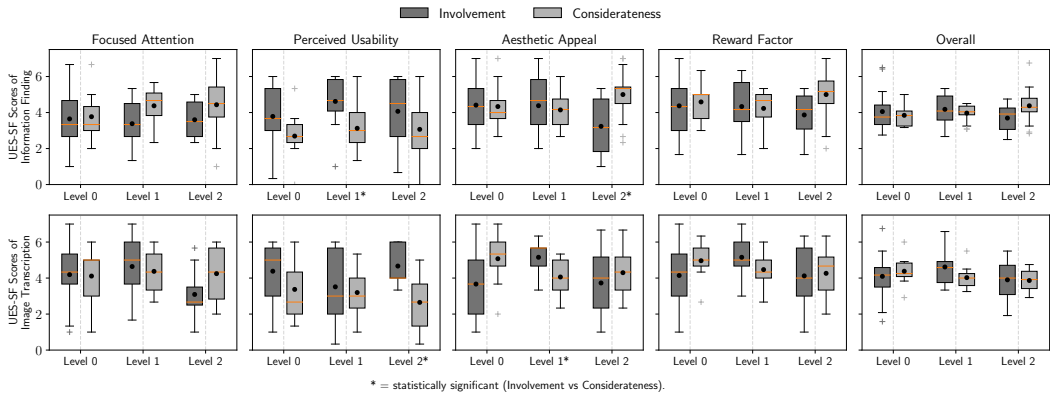 Involvement Considerateness
Focused Attention Perceived Usability Aesthetic Appeal Reward Factor Overall
UES-SF Scores of
Information Finding
6
4
2
0
Level 0 Level 1 Level 2 Level 0 Level 1* Level 2 Level 0 Level 1 Level 2* Level 0 Level 1 Level 2 Level 0 Level 1 Level 2
UES-SF Scores of
Image Transcription
6
4
2
0
Level 0 Level 1 Level 2 Level 0 Level 1 Level 2* Level 0 Level 1* Level 2 Level 0 Level 1 Level 2 Level 0 Level 1 Level 2
* = statistically significant (Involvement vs Considerateness).